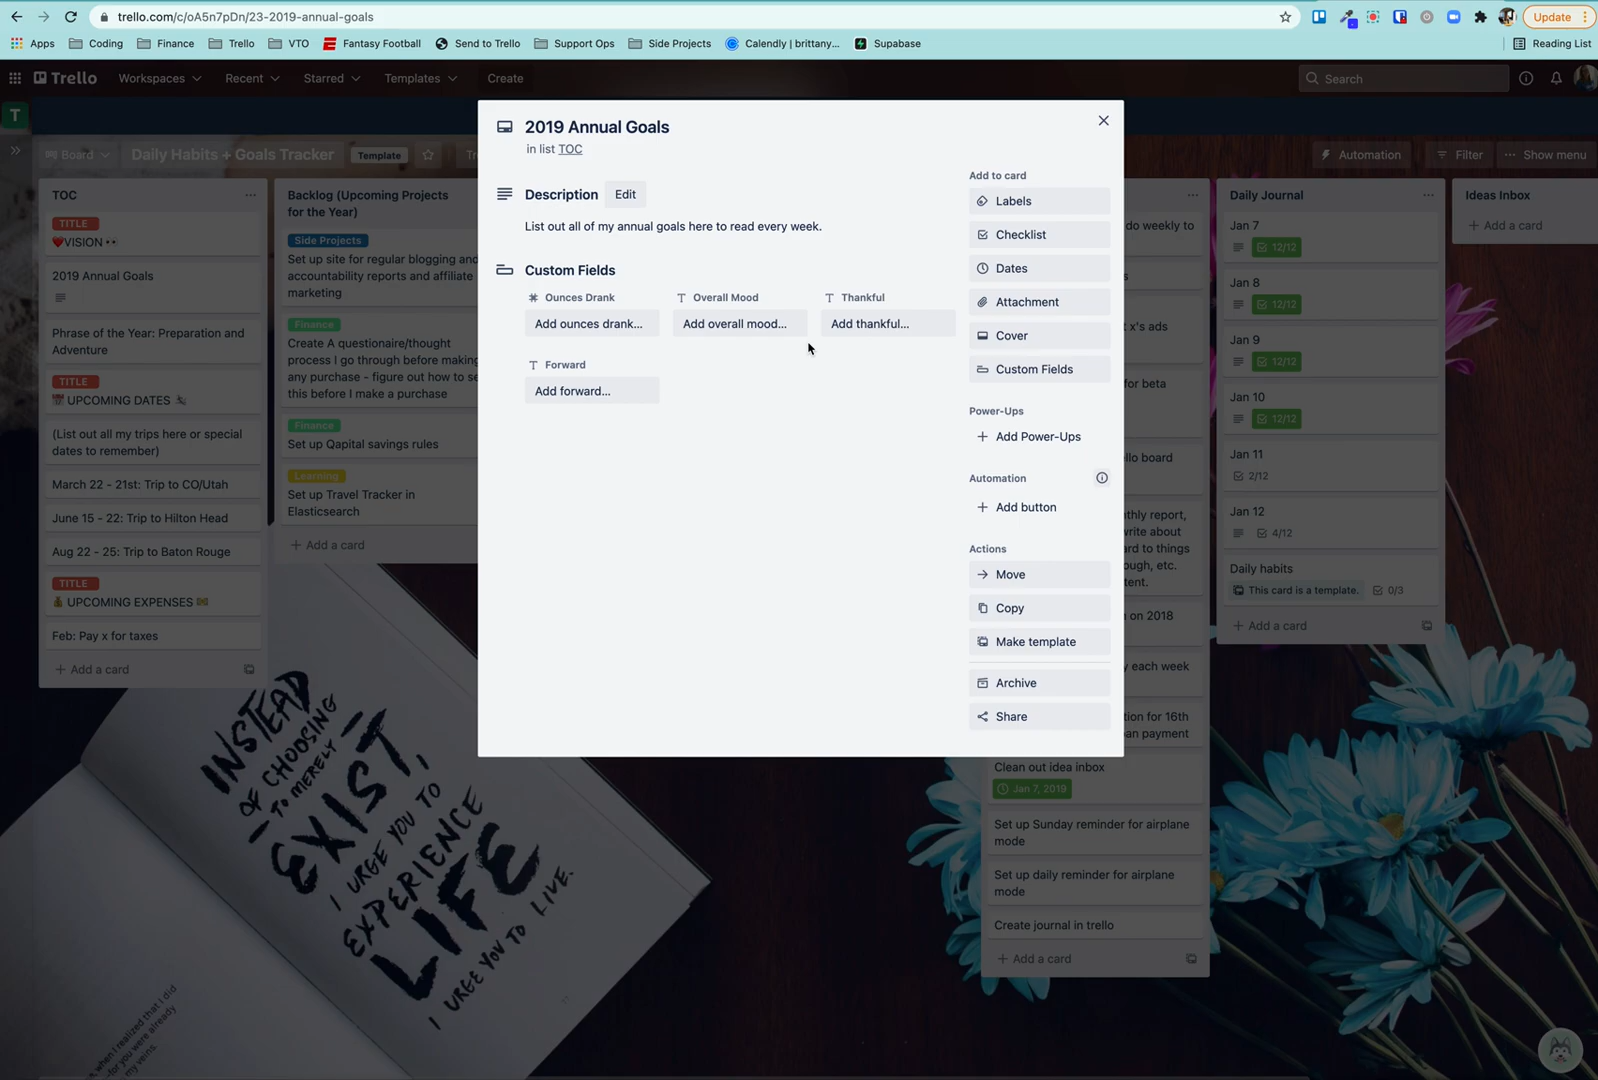 trello.com/c/oA5n7pDn/23-2019-annual-goals
Update
Apps
Coding
Finance
Trello
VTO
Fantasy Football
Send to Trello
Support Ops
Side Projects
Calendly | brittany...
Supabase
Reading List
Trello
Workspaces
Recent
Starred
Templates
Create
Search
T
Board
Daily Habits + Goals Tracker
Template
Automation
Filter
Show menu
TOC
TITLE
❤️VISION 👀
2019 Annual Goals
Phrase of the Year: Preparation and
Adventure
TITLE
📅 UPCOMING DATES 🎉
(List out all my trips here or special
dates to remember)
March 22 - 21st: Trip to CO/Utah
June 15 - 22: Trip to Hilton Head
Aug 22 - 25: Trip to Baton Rouge
TITLE
💰 UPCOMING EXPENSES 💵
Feb: Pay x for taxes
+ Add a card
Backlog (Upcoming Projects
for the Year)
Side Projects
Set up site for regular blogging and
accountability reports and affiliate
marketing
Finance
Create A questionaire/thought
process I go through before making
any purchase - figure out how to se
this before I make a purchase
Finance
Set up Qapital savings rules
Learning
Set up Travel Tracker in
Elasticsearch
+ Add a card
2019 Annual Goals
in list TOC
Description
Edit
List out all of my annual goals here to read every week.
Custom Fields
Ounces Drank
Overall Mood
Thankful
Add ounces drank...
Add overall mood...
Add thankful...
Forward
Add forward...
Add to card
Labels
Checklist
Dates
Attachment
Cover
Custom Fields
Power-Ups
+ Add Power-Ups
Automation
+ Add button
Actions
Move
Copy
Make template
Archive
Share
do weekly to
x's ads
for beta
llo board
thly report,
write about
ard to things
ough, etc.
tent.
on 2018
y each week
tion for 16th
an payment
Clean out idea inbox
Jan 7, 2019
Set up Sunday reminder for airplane
mode
Set up daily reminder for airplane
mode
Create journal in trello
+ Add a card
Daily Journal
Jan 7
12/12
Jan 8
12/12
Jan 9
12/12
Jan 10
12/12
Jan 11
2/12
Jan 12
4/12
Daily habits
This card is a template.
0/3
+ Add a card
Ideas Inbox
+ Add a card
INSTEAD
OF CHOOSING
TO MERELY
EXIST,
I URGE YOU TO
EXPERIENCE
LIFE
I URGE YOU TO LIVE.
when I realized that I did
for you were already
my veins.